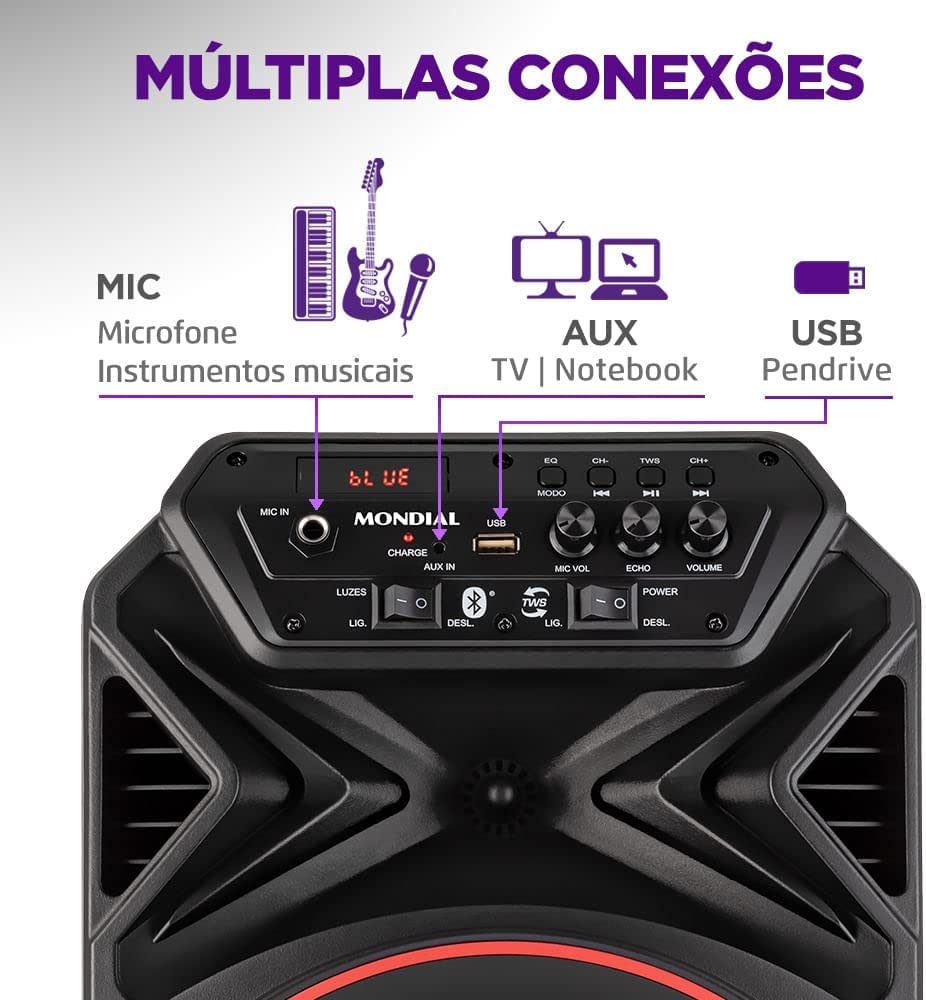 MÚLTIPLAS CONEXÕES
MIC
Microfone
Instrumentos musicais
AUX
TV | Notebook
USB
Pendrive
bL UE
EQ CH- TWS CH+
MODO
MIC IN
MONDIAL
USB
CHARGE
AUX IN
MIC VOL ECHO VOLUME
LUZES
LIG. DESL.
TWS
POWER
LIG. DESL.